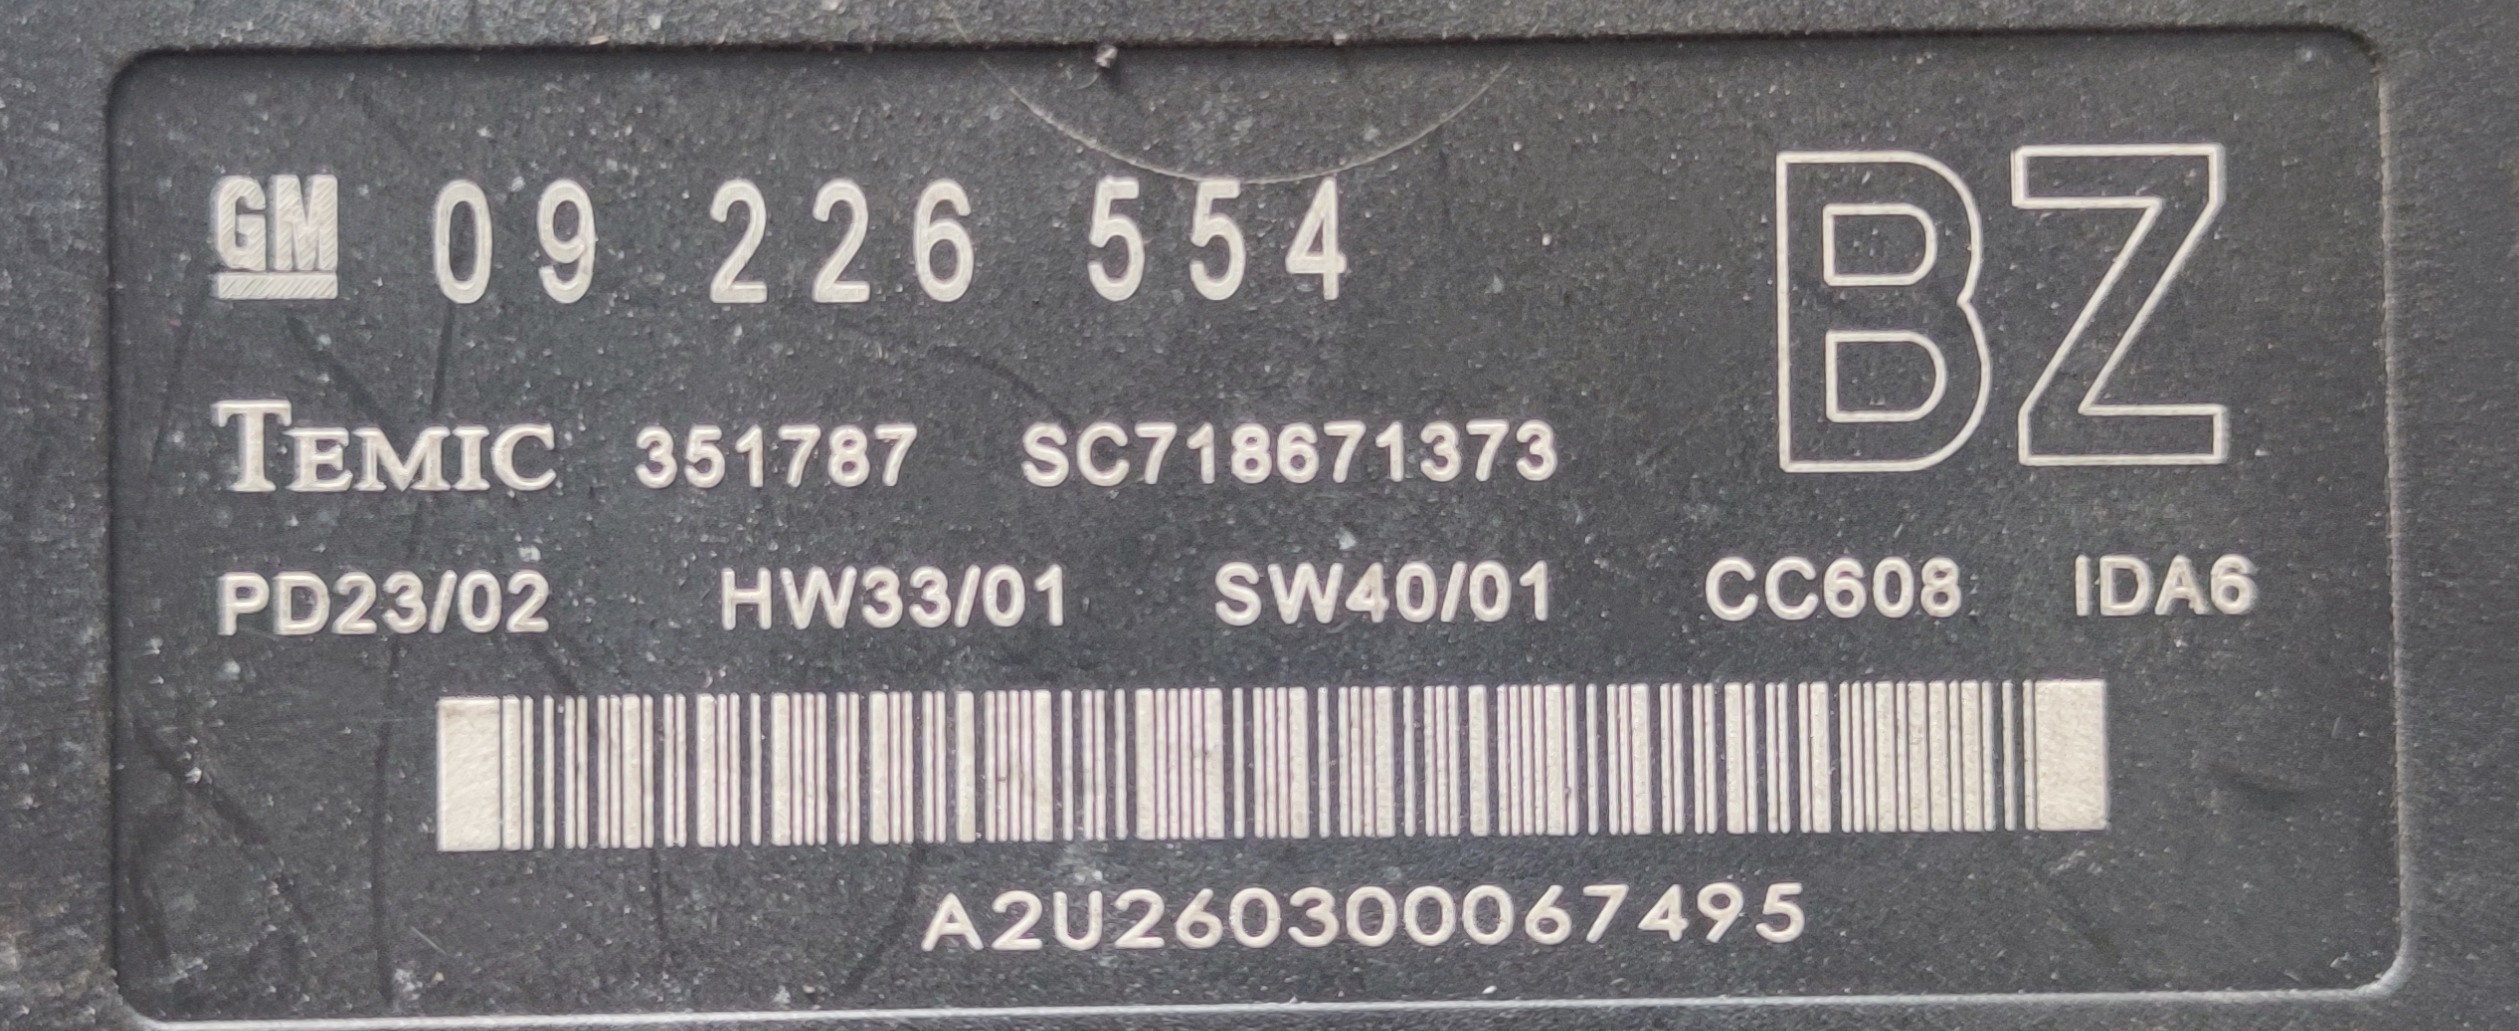 GM 09 226 554 BZ
TEMIC 351787 SC718671373
PD23/02 HW33/01 SW40/01 CC608 IDA6
A2U260300067495